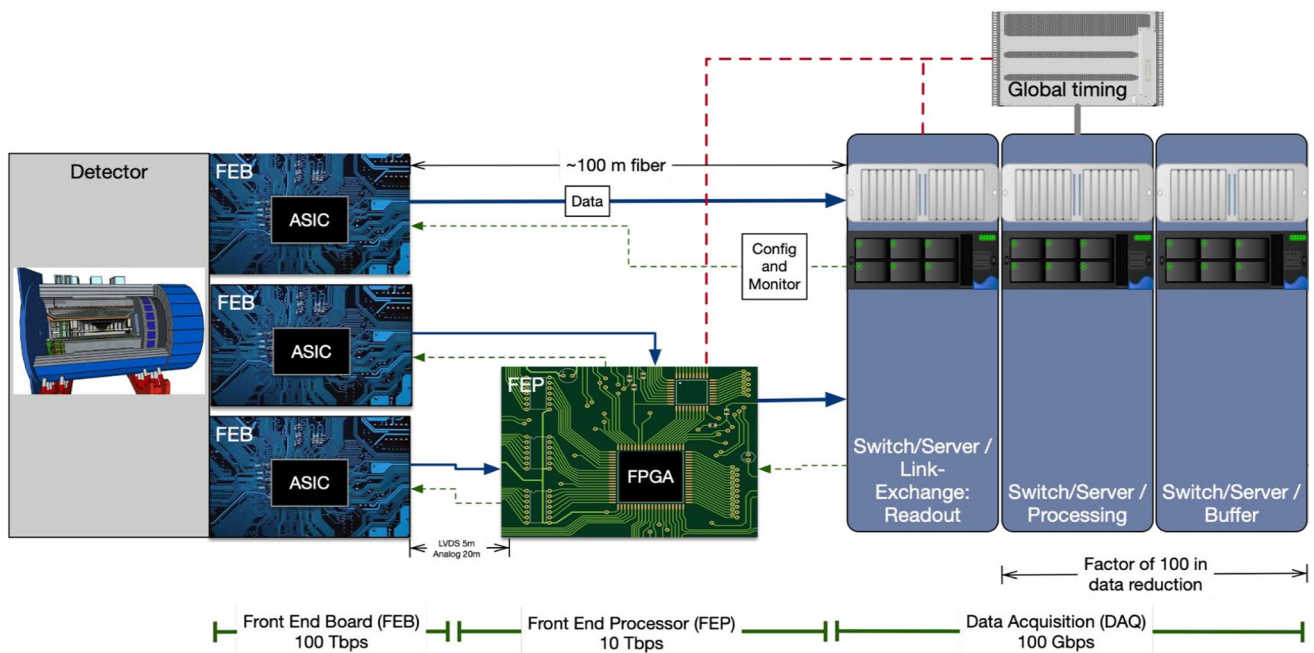 Global timing
Detector
FEB
ASIC
~100 m fiber
Data
Config
and
Monitor
FEB
ASIC
FEP
FPGA
FEB
ASIC
LVDS 5m
Analog 20m
Switch/Server /
Link-
Exchange:
Readout
Switch/Server /
Processing
Switch/Server /
Buffer
Factor of 100 in
data reduction
Front End Board (FEB)
100 Tbps
Front End Processor (FEP)
10 Tbps
Data Acquisition (DAQ)
100 Gbps